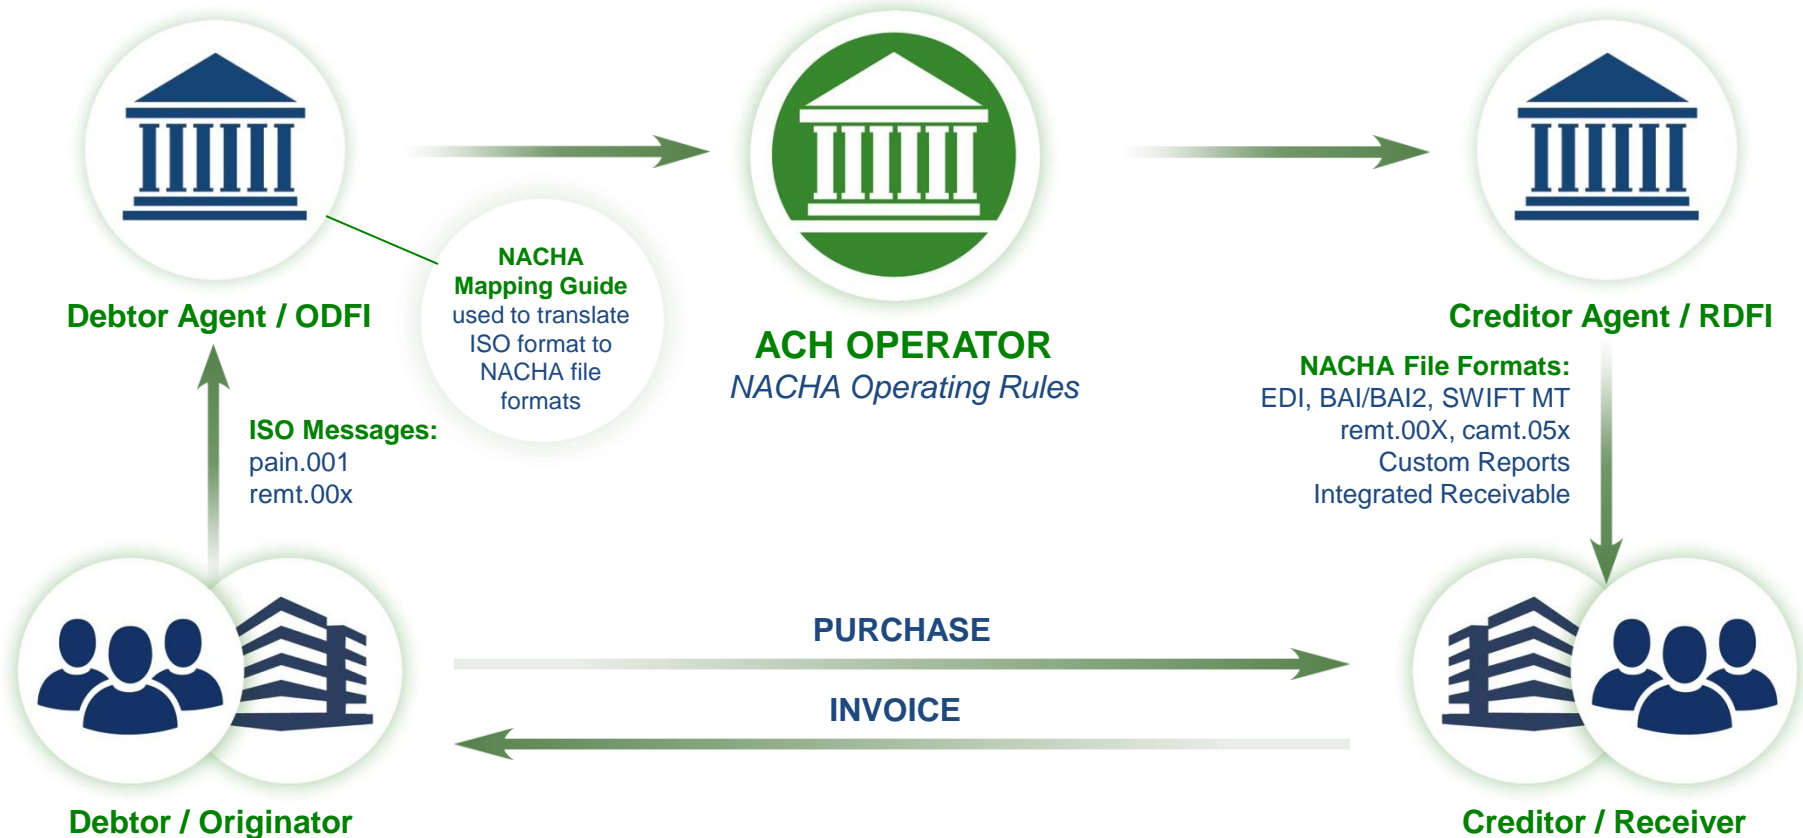 Debtor Agent / ODFI
NACHA
Mapping Guide
used to translate
ISO format to
NACHA file
formats
ACH OPERATOR
NACHA Operating Rules
Creditor Agent / RDFI
NACHA File Formats:
EDI, BAI/BAI2, SWIFT MT
remt.00X, camt.05x
Custom Reports
Integrated Receivable
ISO Messages:
pain.001
remt.00x
PURCHASE
INVOICE
Debtor / Originator
Creditor / Receiver